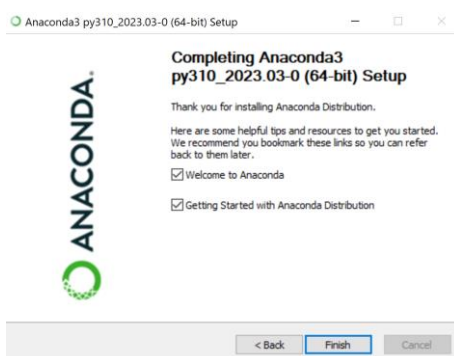 Anaconda3 py310_2023.03-0 (64-bit) Setup
Completing Anaconda3
py310_2023.03-0 (64-bit) Setup
Thank you for installing Anaconda Distribution.
Here are some helpful tips and resources to get you started.
We recommend you bookmark these links so you can refer
back to them later.
Welcome to Anaconda
Getting Started with Anaconda Distribution
ANACONDA.
< Back
Finish
Cancel